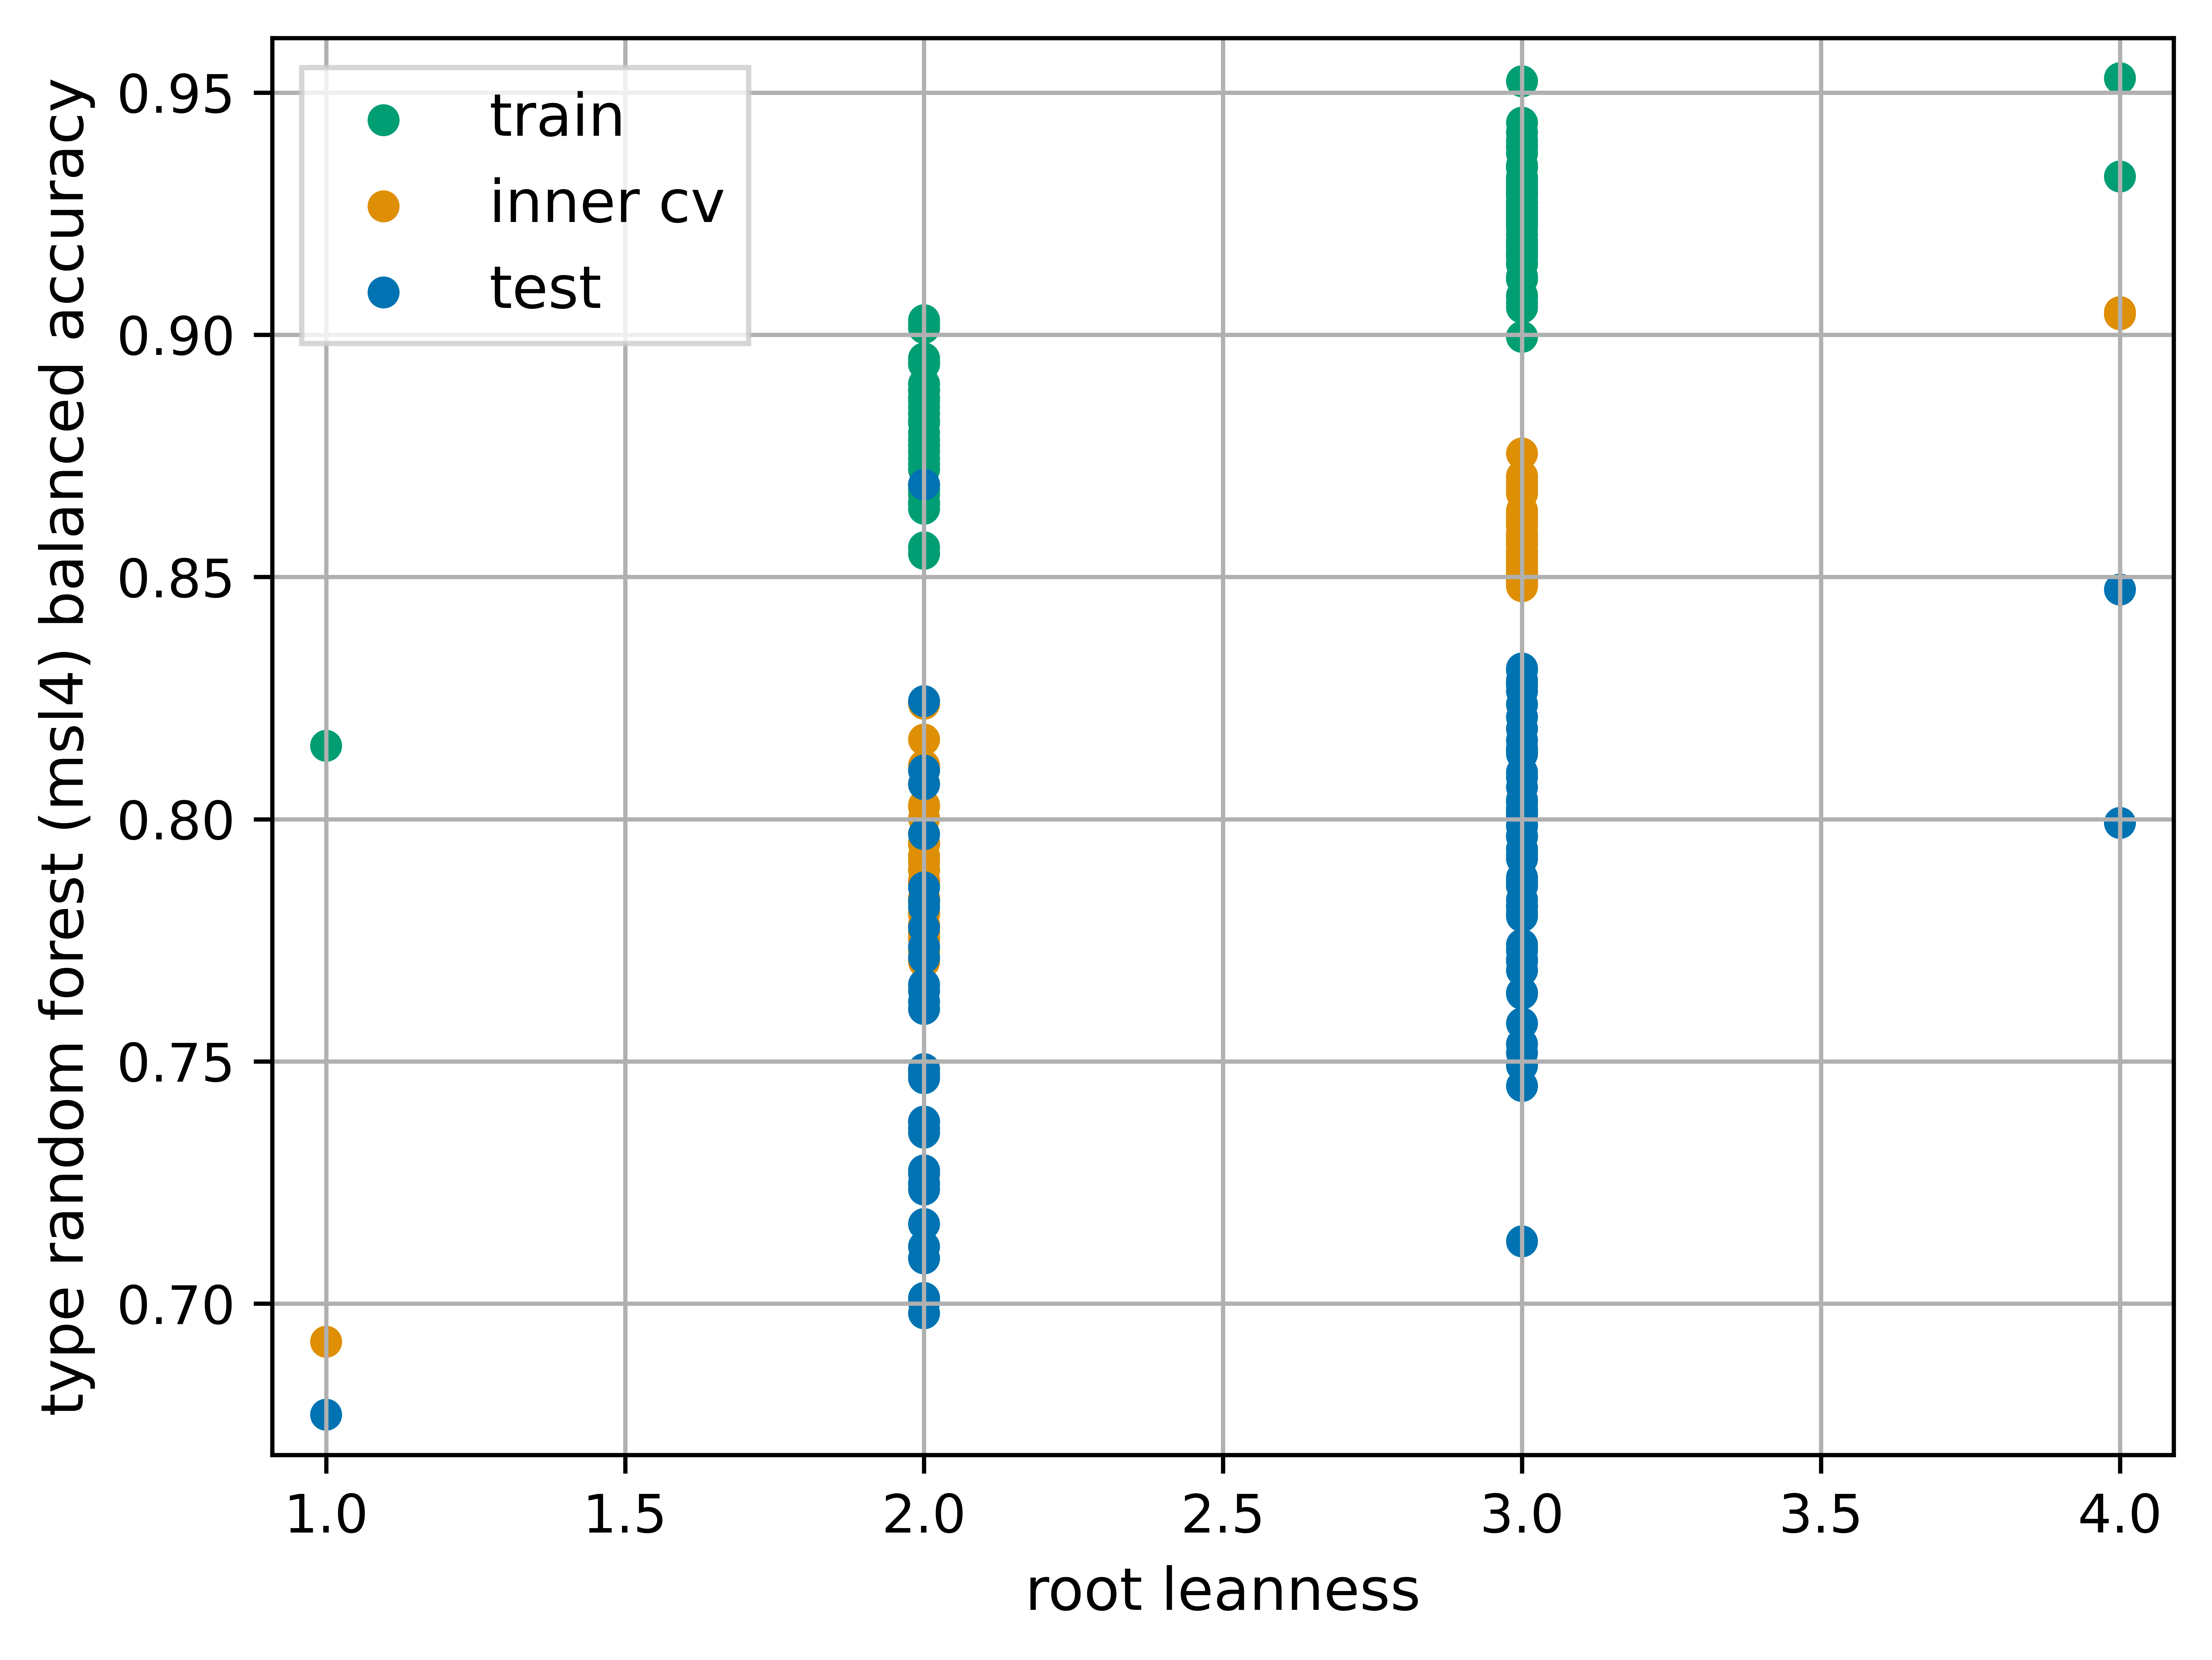 type random forest (msl4) balanced accuracy
0.95
0.90
0.85
0.80
0.75
0.70
train
inner cv
test
1.0 1.5 2.0 2.5 3.0 3.5 4.0
root leanness